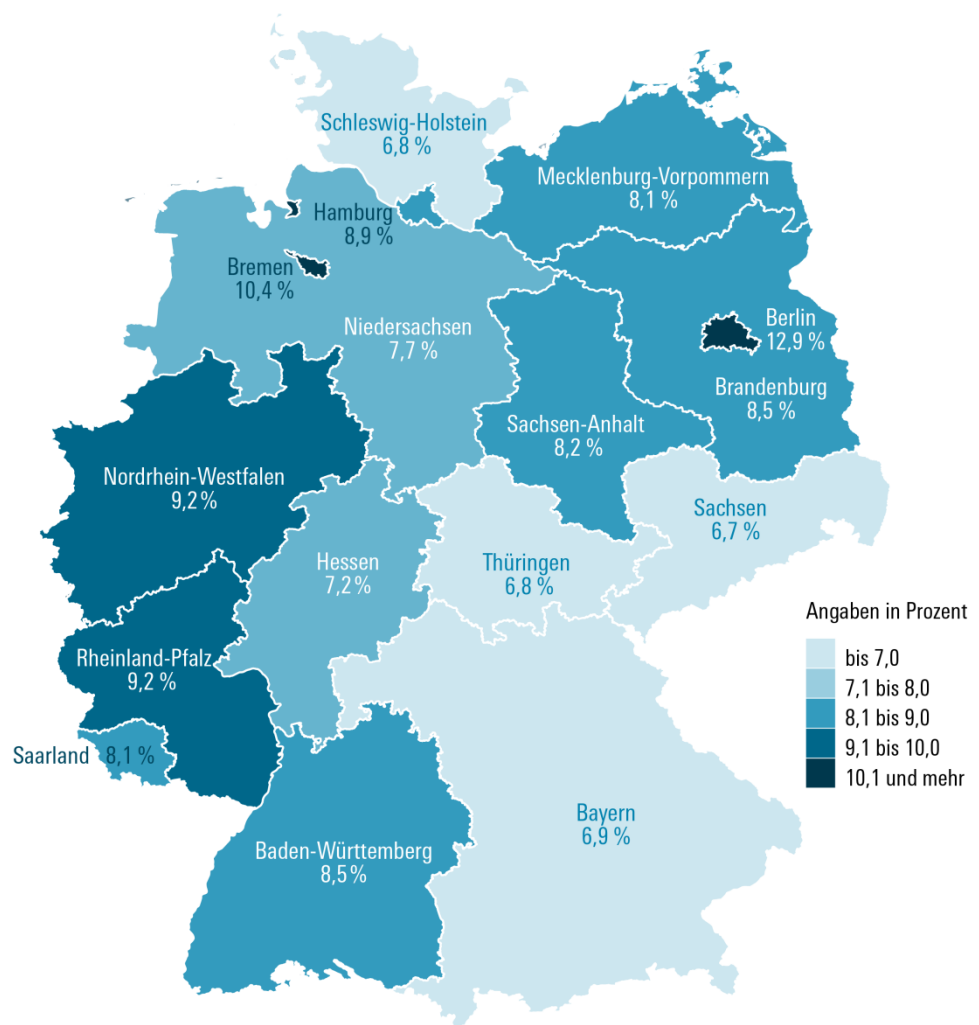 Schleswig-Holstein
6,8 %
Mecklenburg-Vorpommern
8,1 %
Hamburg
8,9 %
Bremen
10,4 %
Niedersachsen
7,7 %
Berlin
12,9 %
Brandenburg
8,5 %
Sachsen-Anhalt
8,2 %
Nordrhein-Westfalen
9,2 %
Sachsen
6,7 %
Hessen
7,2 %
Thüringen
6,8 %
Rheinland-Pfalz
9,2 %
Saarland 8,1 %
Bayern
6,9 %
Baden-Württemberg
8,5 %
Angaben in Prozent
bis 7,0
7,1 bis 8,0
8,1 bis 9,0
9,1 bis 10,0
10,1 und mehr